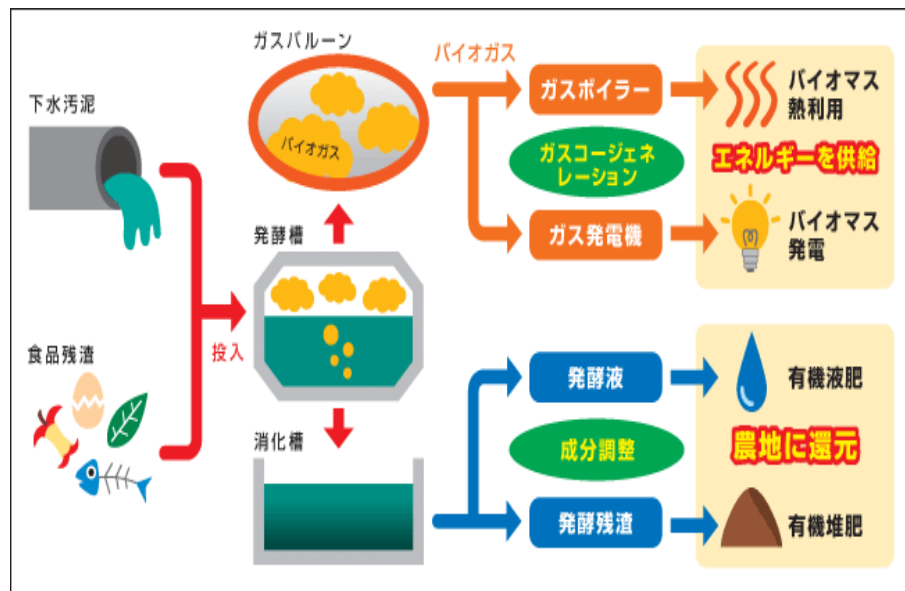 下水汚泥
食品残渣
投入
ガスバルーン
バイオガス
発酵槽
消化槽
バイオガス
ガスボイラー
ガスコージェネ
レーション
ガス発電機
バイオマス
熱利用
エネルギーを供給
バイオマス
発電
発酵液
成分調整
発酵残渣
有機液肥
農地に還元
有機堆肥